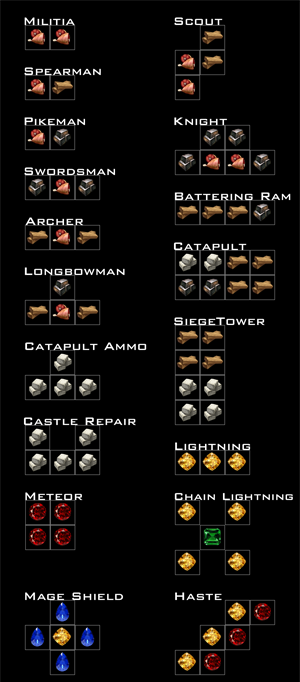 Militia
Spearman
Pikeman
Swordsman
Archer
Longbowman
Catapult Ammo
Castle Repair
Meteor
Mage Shield
Scout
Knight
Battering Ram
Catapult
SiegeTower
Lightning
Chain Lightning
Haste